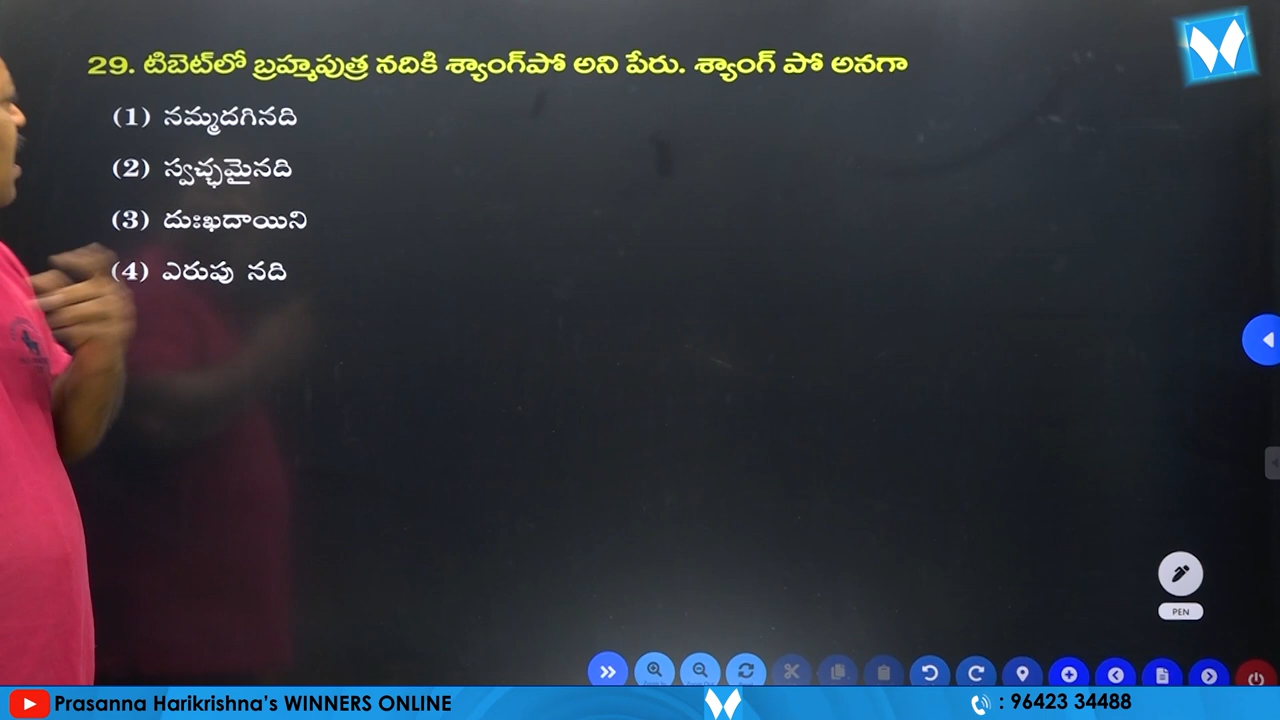 29. టిబెట్‌లో బ్రహ్మపుత్ర నదికి శ్యాంగ్‌పో అని పేరు. శ్యాంగ్ పో అనగా
(1) నమ్మదగినది
(2) స్వచ్ఛమైనది
(3) దుఃఖదాయిని
(4) ఎరుపు నది
PEN
Prasanna Harikrishna's WINNERS ONLINE
: 96423 34488